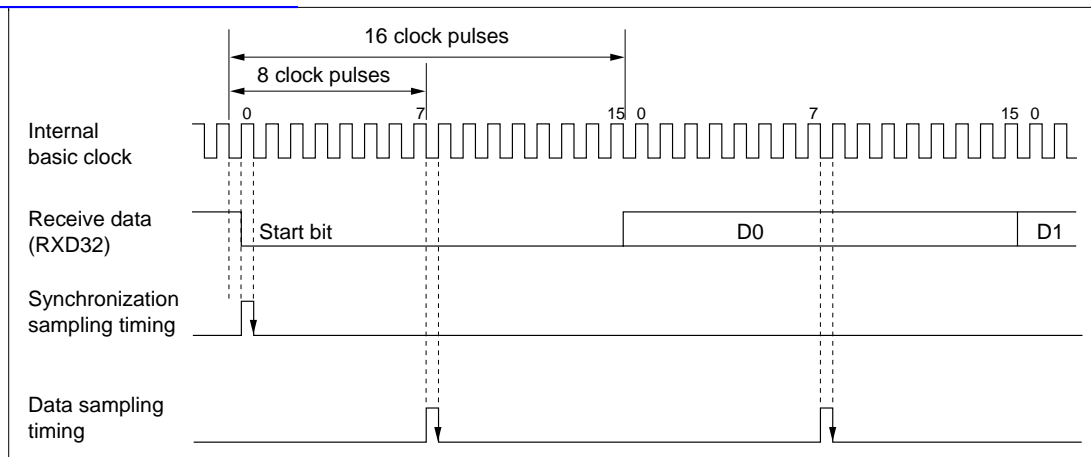 16 clock pulses
8 clock pulses
0 7 15 0 7 15 0
Internal
basic clock
Receive data
(RXD32)
Start bit D0 D1
Synchronization
sampling timing
Data sampling
timing